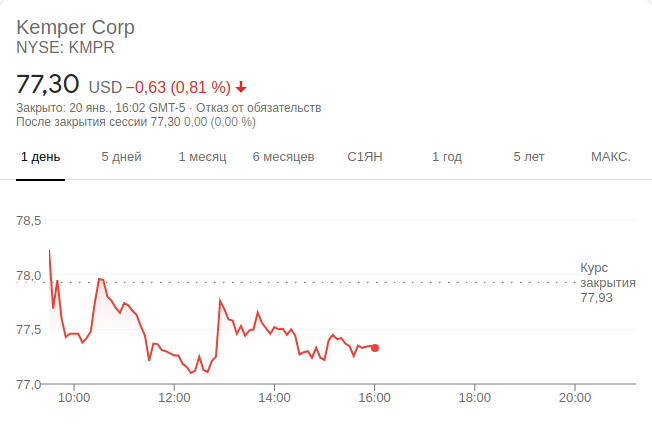 Kemper Corp
NYSE: KMPR
77,30 USD −0,63 (0,81 %)
Закрыто: 20 янв., 16:02 GMT-5 · Отказ от обязательств
После закрытия сессии 77,30 0,00 (0,00 %)
1 день 5 дней 1 месяц 6 месяцев С1ЯН 1 год 5 лет МАКС.
78,5
78,0
77,5
77,0
Курс
закрытия
77,93
10:00 12:00 14:00 16:00 18:00 20:00